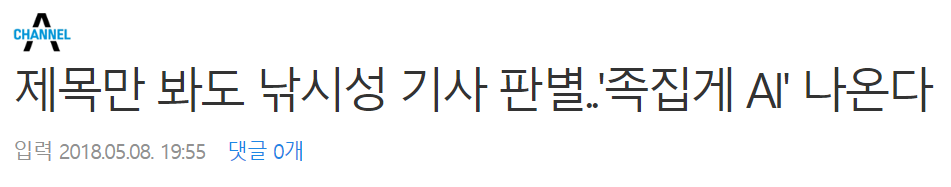 CHANNEL A
제목만 봐도 낚시성 기사 판별..'족집게 AI' 나온다
입력 2018.05.08. 19:55 댓글 0개